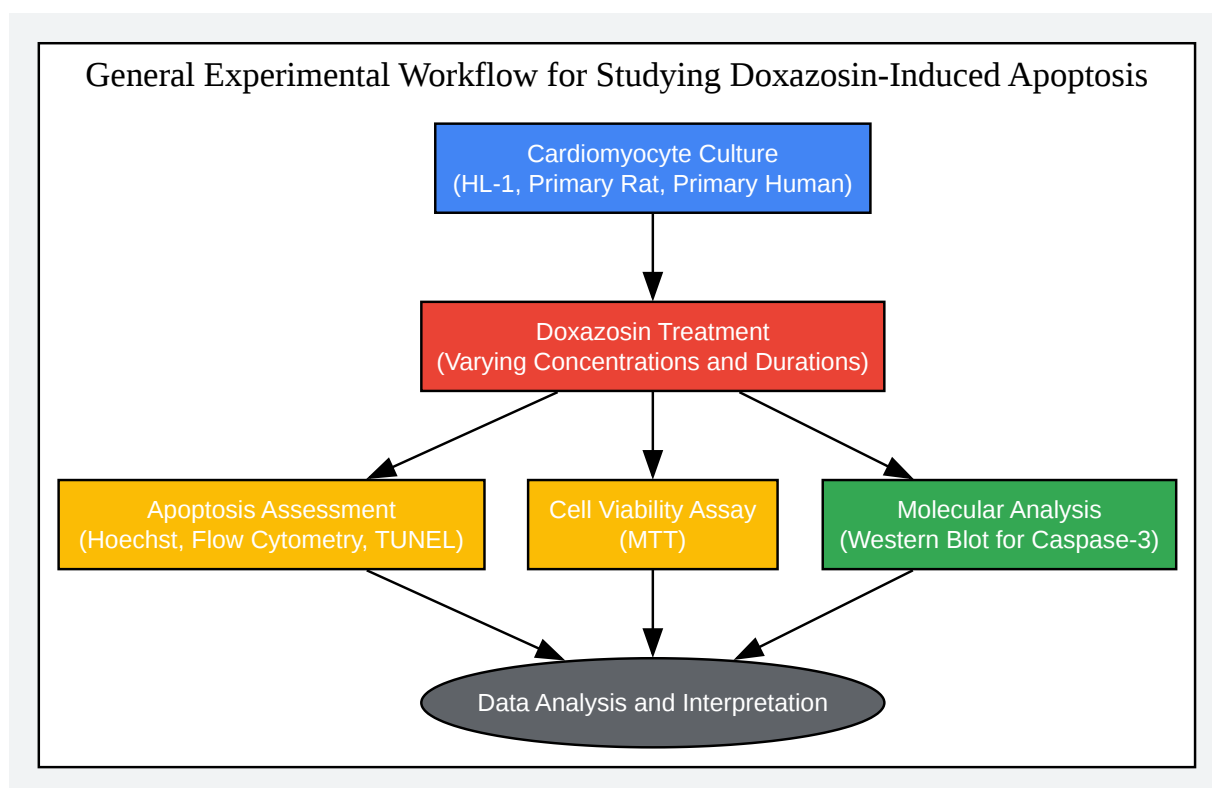 General Experimental Workflow for Studying Doxazosin-Induced Apoptosis
Cardiomyocyte Culture
(HL-1, Primary Rat, Primary Human)
Doxazosin Treatment
(Varying Concentrations and Durations)
Apoptosis Assessment
(Hoechst, Flow Cytometry, TUNEL)
Cell Viability Assay
(MTT)
Molecular Analysis
(Western Blot for Caspase-3)
Data Analysis and Interpretation